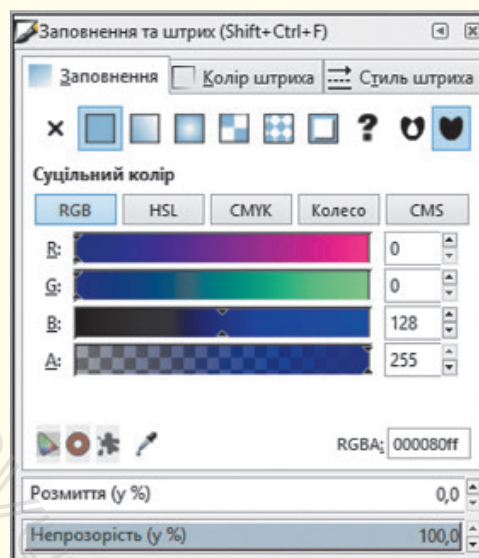 Заповнення та штрих (Shift+Ctrl+F)
Заповнення Колір штриха Стиль штриха
?
Суцільний колір
RGB HSL CMYK Колесо CMS
R: 0
G: 0
B: 128
A: 255
RGBA: 000080ff
Розмиття (у %) 0,0
Непрозорість (у %) 100,0